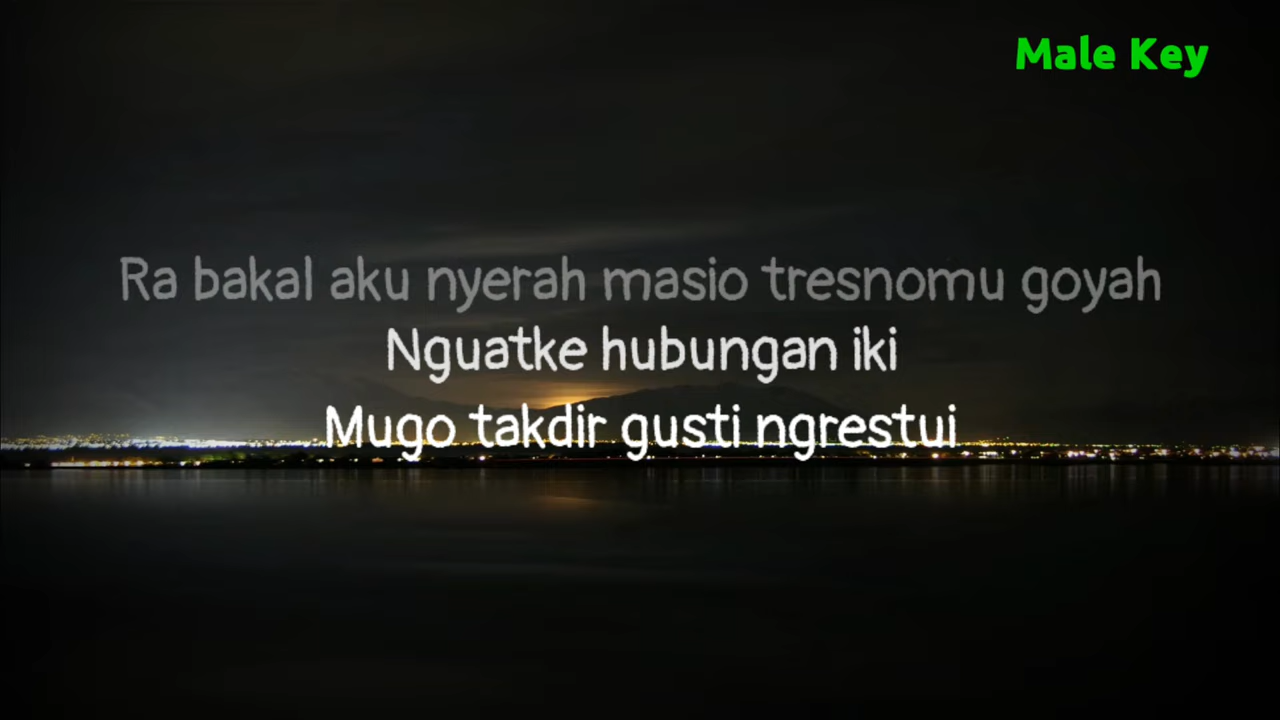 Male Key
Ra bakal aku nyerah masio tresnomu goyah
Nguatke hubungan iki
Mugo takdir gusti ngrestui